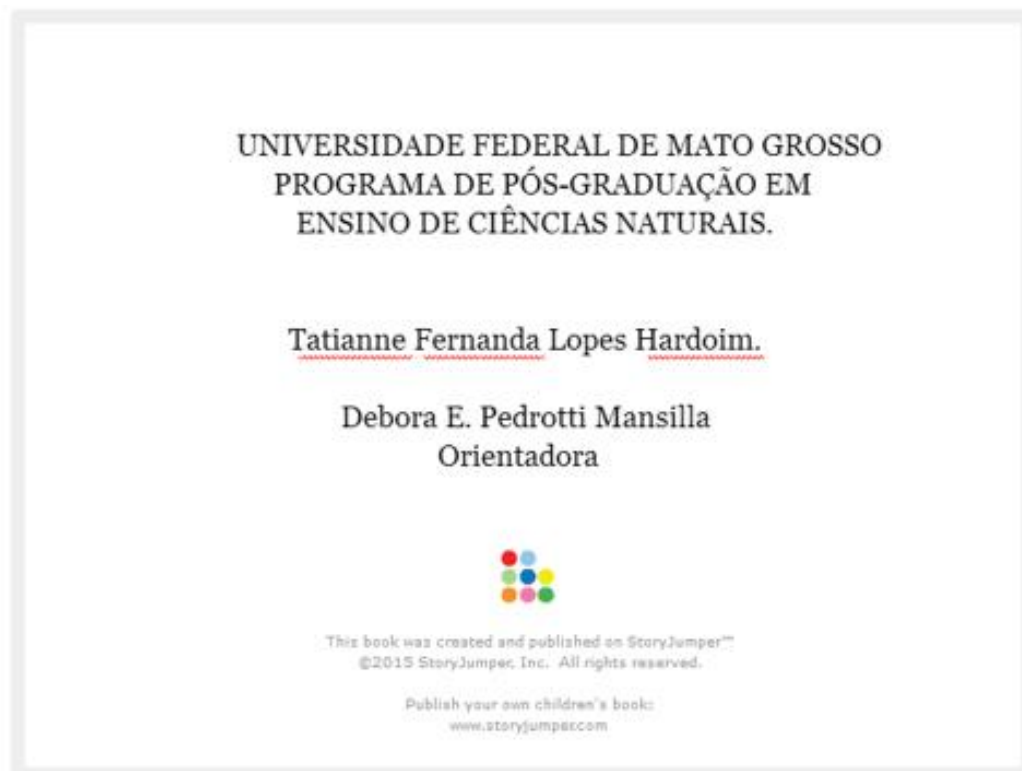 UNIVERSIDADE FEDERAL DE MATO GROSSO
PROGRAMA DE PÓS-GRADUAÇÃO EM
ENSINO DE CIÊNCIAS NATURAIS.
Tatianne Fernanda Lopes Hardoim.
Debora E. Pedrotti Mansilla
Orientadora
This book was created and published on StoryJumper™
©2015 StoryJumper, Inc. All rights reserved.
Publish your own children's book:
www.storyjumper.com